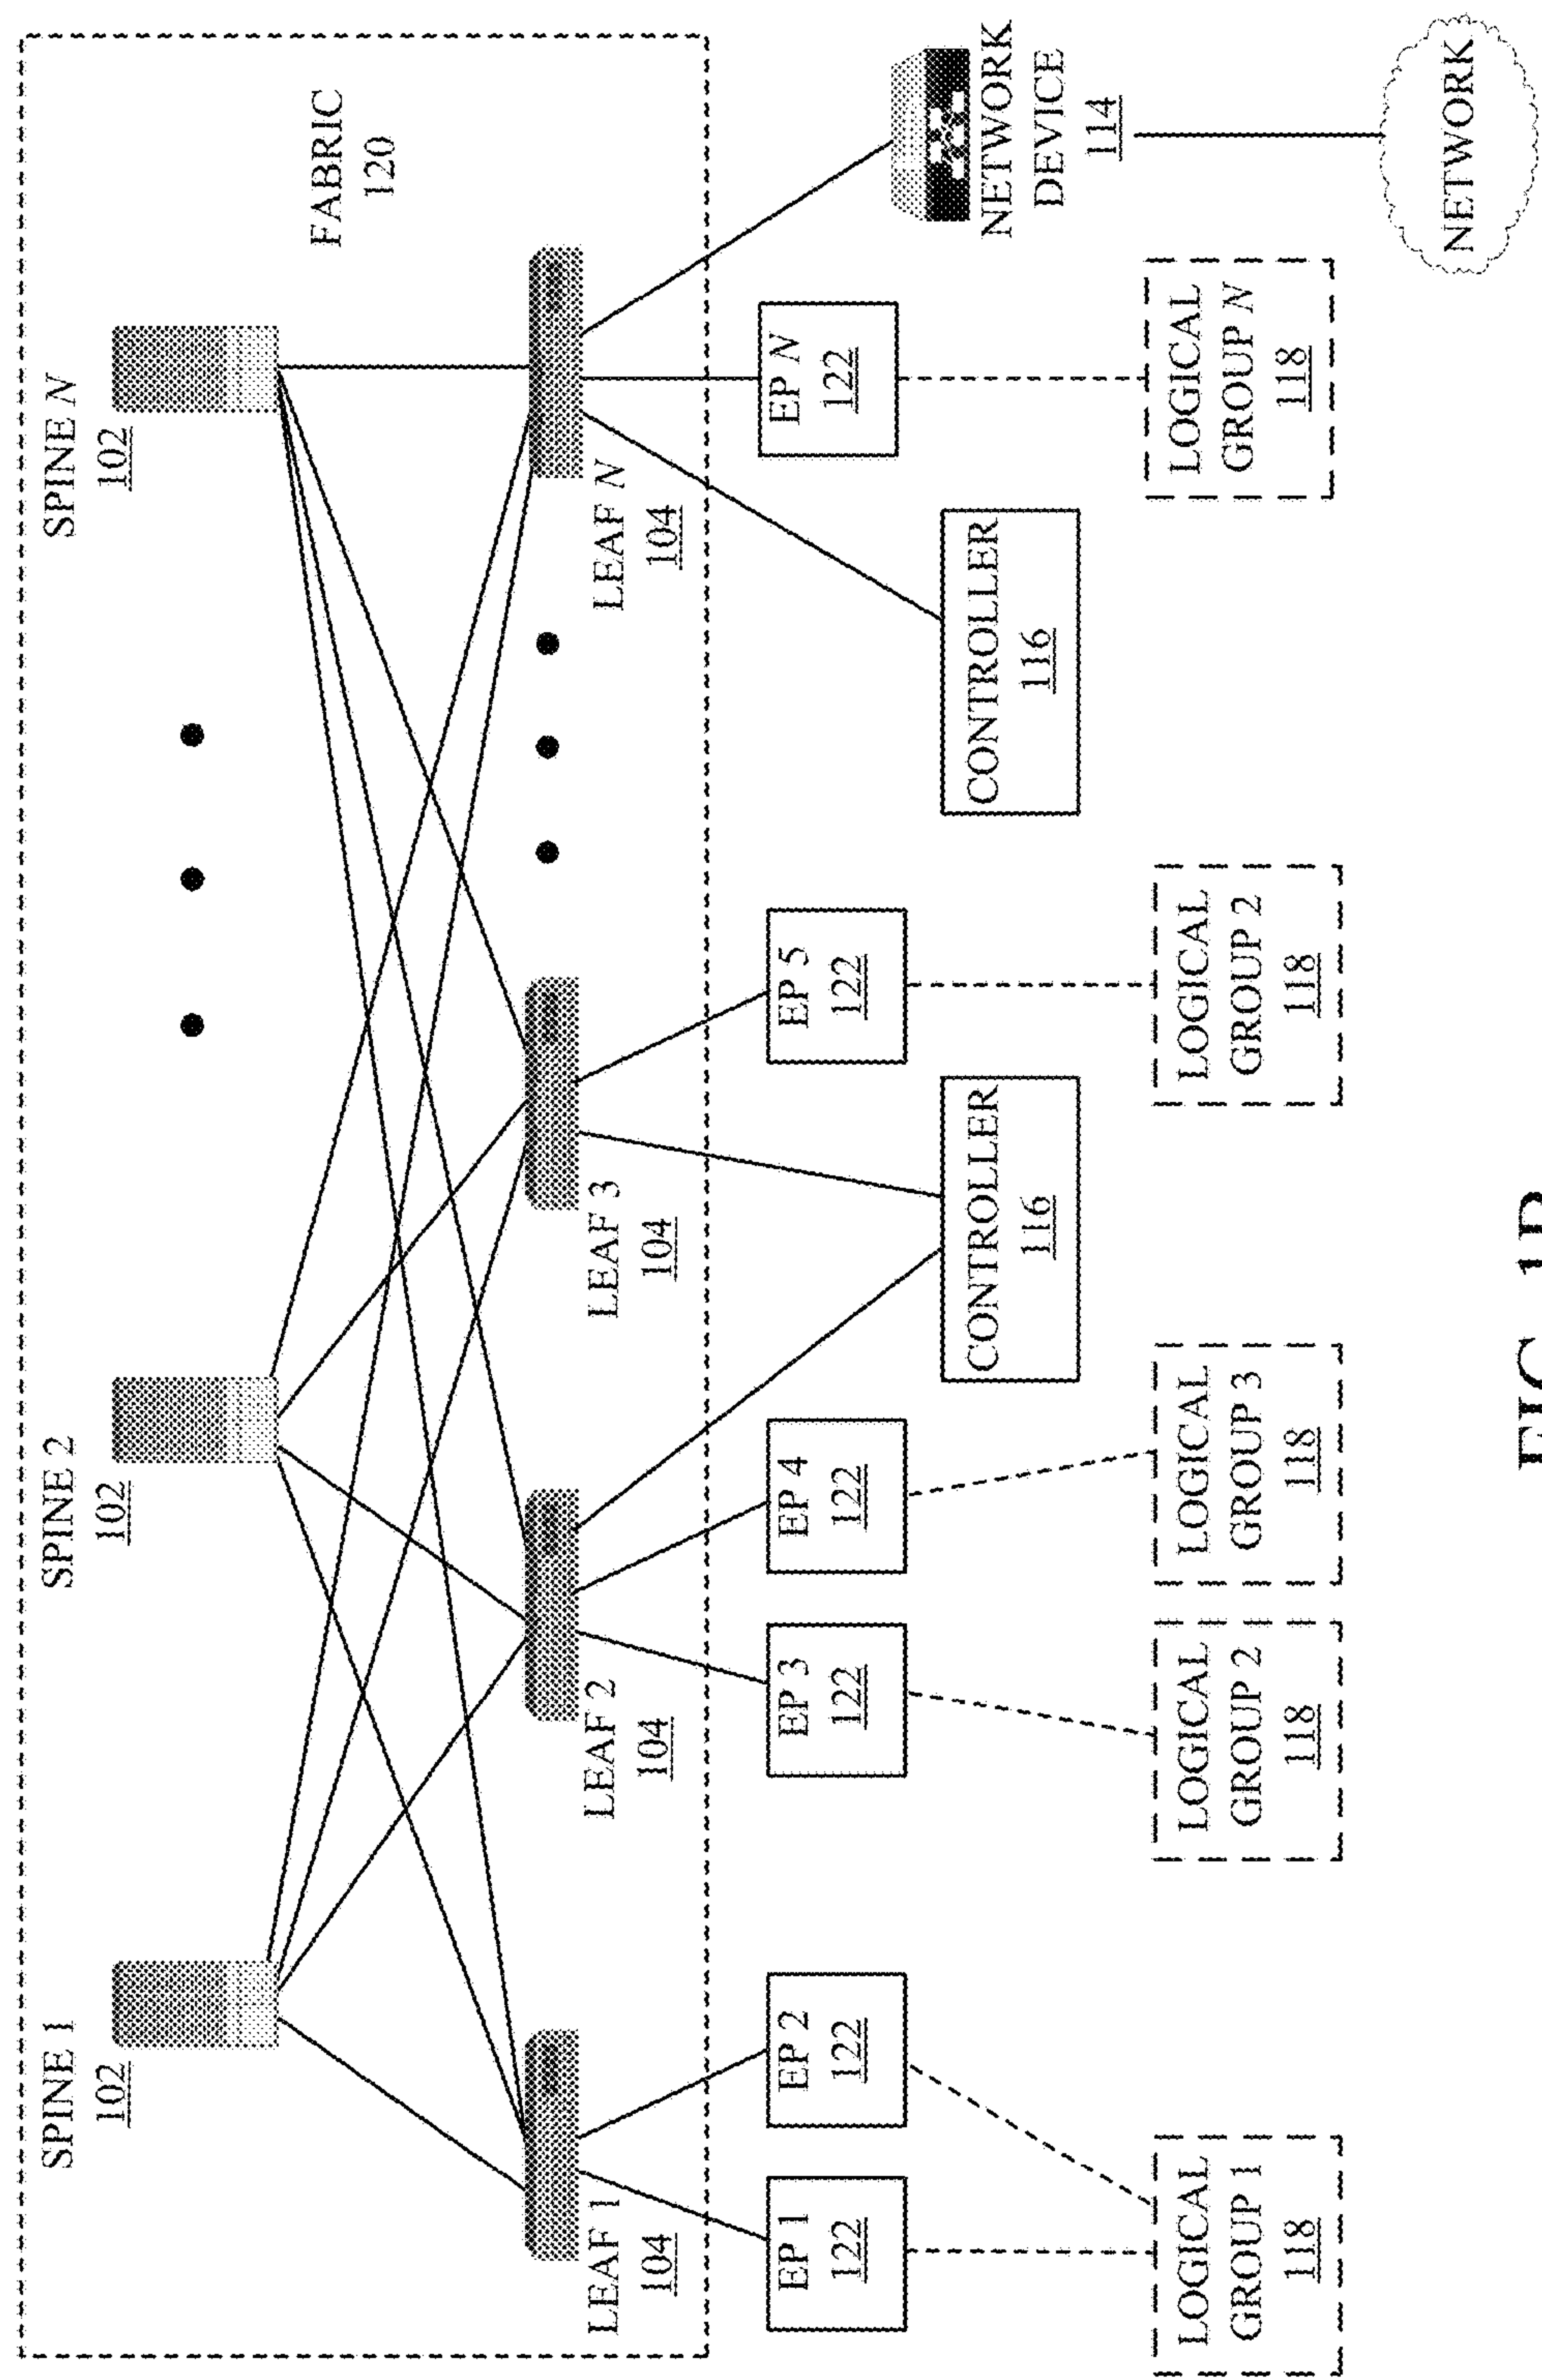 SPINE 1
102
SPINE 2
102
SPINE N
102
FABRIC
120
LEAF 1
104
LEAF 2
104
LEAF 3
104
LEAF N
104
EP 1
122
EP 2
122
EP 3
122
EP 4
122
EP 5
122
EP N
122
CONTROLLER
116
CONTROLLER
116
NETWORK
DEVICE
114
LOGICAL
GROUP 1
118
LOGICAL
GROUP 2
118
LOGICAL
GROUP 3
118
LOGICAL
GROUP 2
118
LOGICAL
GROUP N
118
NETWORK